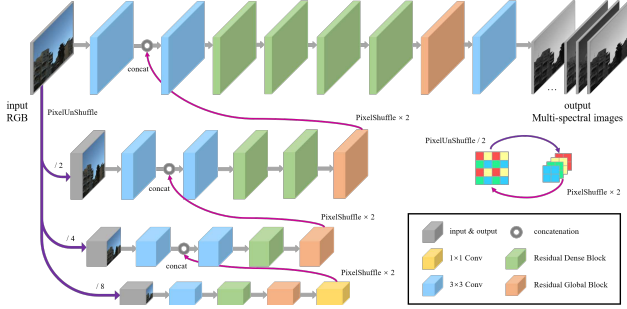 concat
input
RGB
PixelUnShuffle
...
output
Multi-spectral images
PixelShuffle × 2
/ 2
concat
PixelUnShuffle / 2
PixelShuffle × 2
PixelShuffle × 2
/ 4
concat
PixelShuffle × 2
/ 8
input & output
concatenation
1×1 Conv
Residual Dense Block
3×3 Conv
Residual Global Block